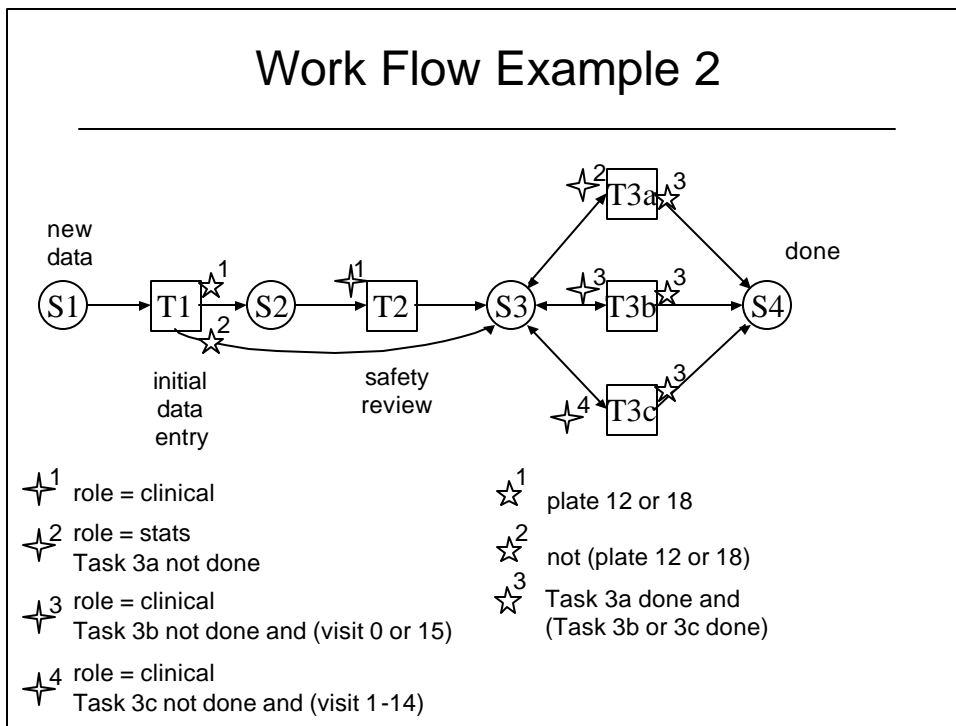 Work Flow Example 2
new
data
S1
T1
1
2
initial
data
entry
S2
1
T2
safety
review
S3
2
T3a
3
3
T3b
3
4
T3c
3
done
S4
1
role = clinical
2
role = stats
Task 3a not done
3
role = clinical
Task 3b not done and (visit 0 or 15)
4
role = clinical
Task 3c not done and (visit 1-14)
1
plate 12 or 18
2
not (plate 12 or 18)
3
Task 3a done and
(Task 3b or 3c done)